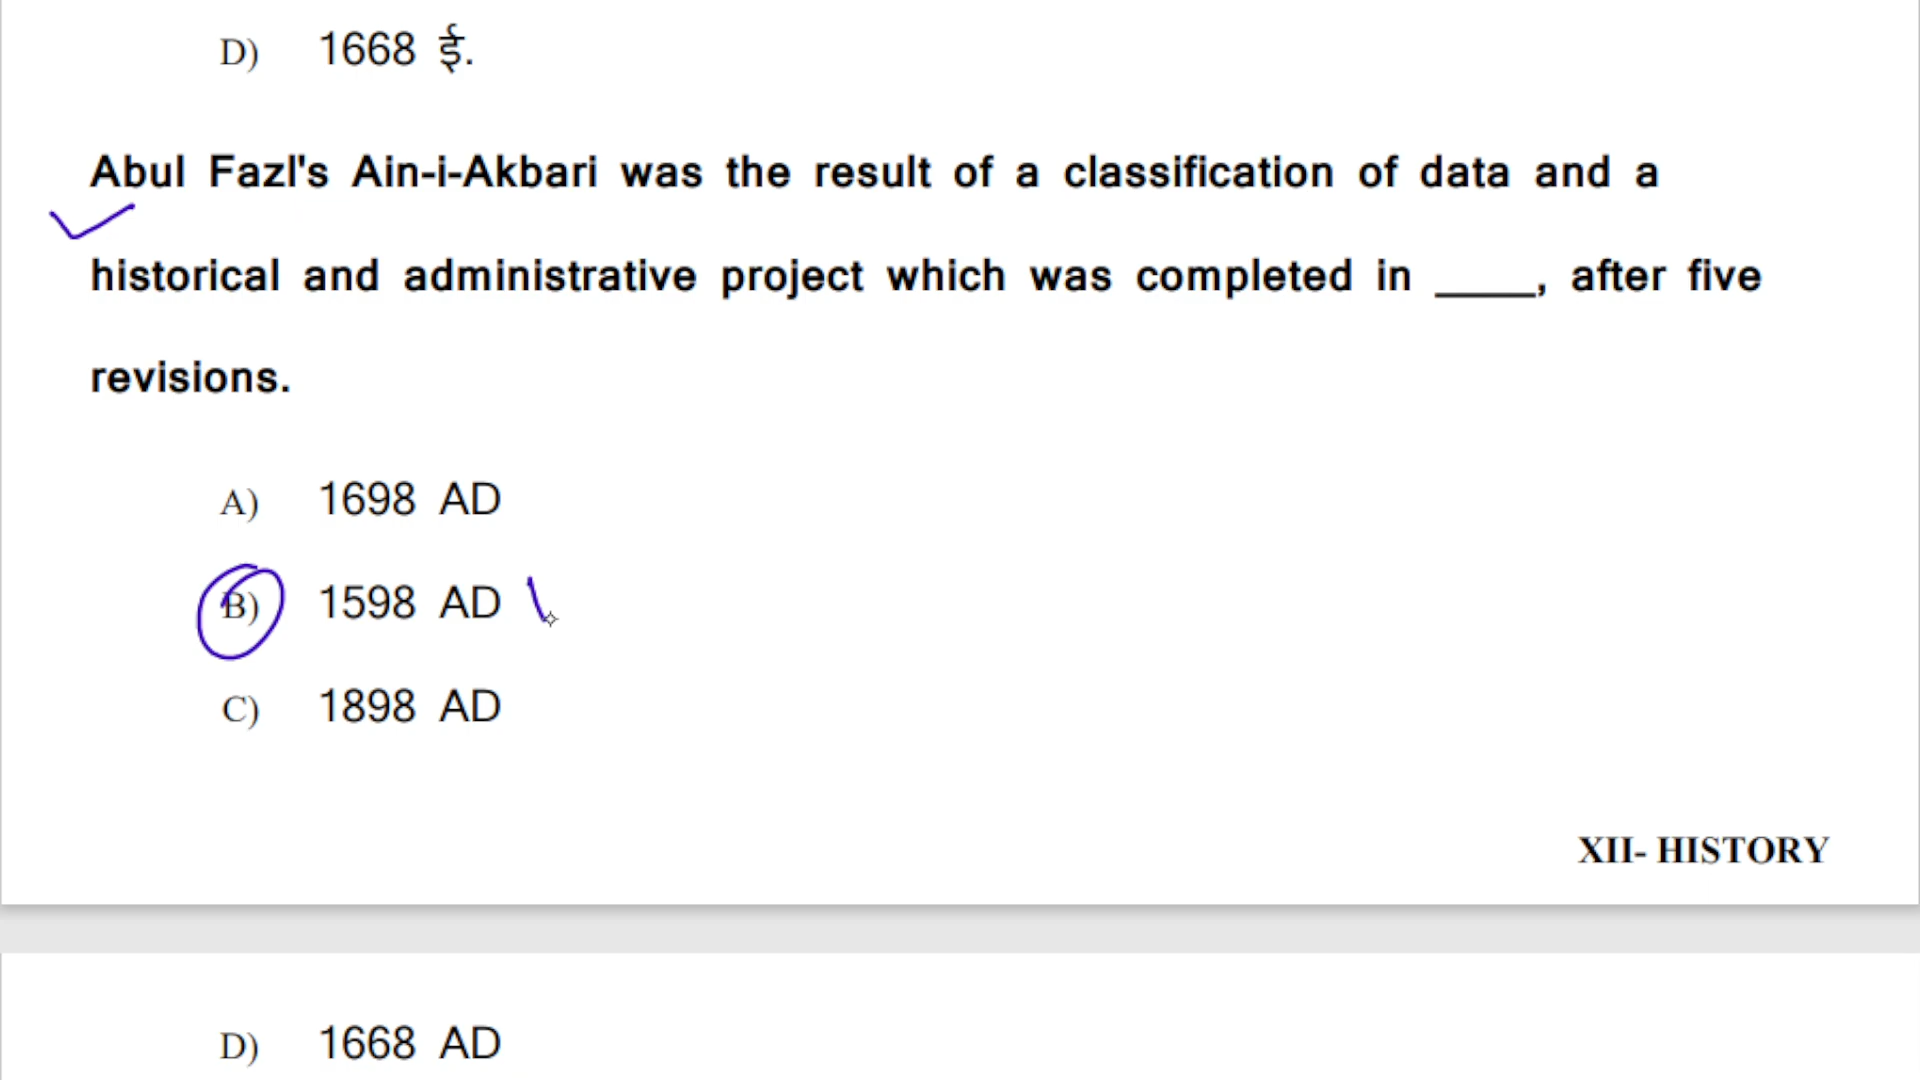 D) 1668 ई.
Abul Fazl's Ain-i-Akbari was the result of a classification of data and a
historical and administrative project which was completed in ____, after five
revisions.
A) 1698 AD
B) 1598 AD
C) 1898 AD
XII- HISTORY
D) 1668 AD